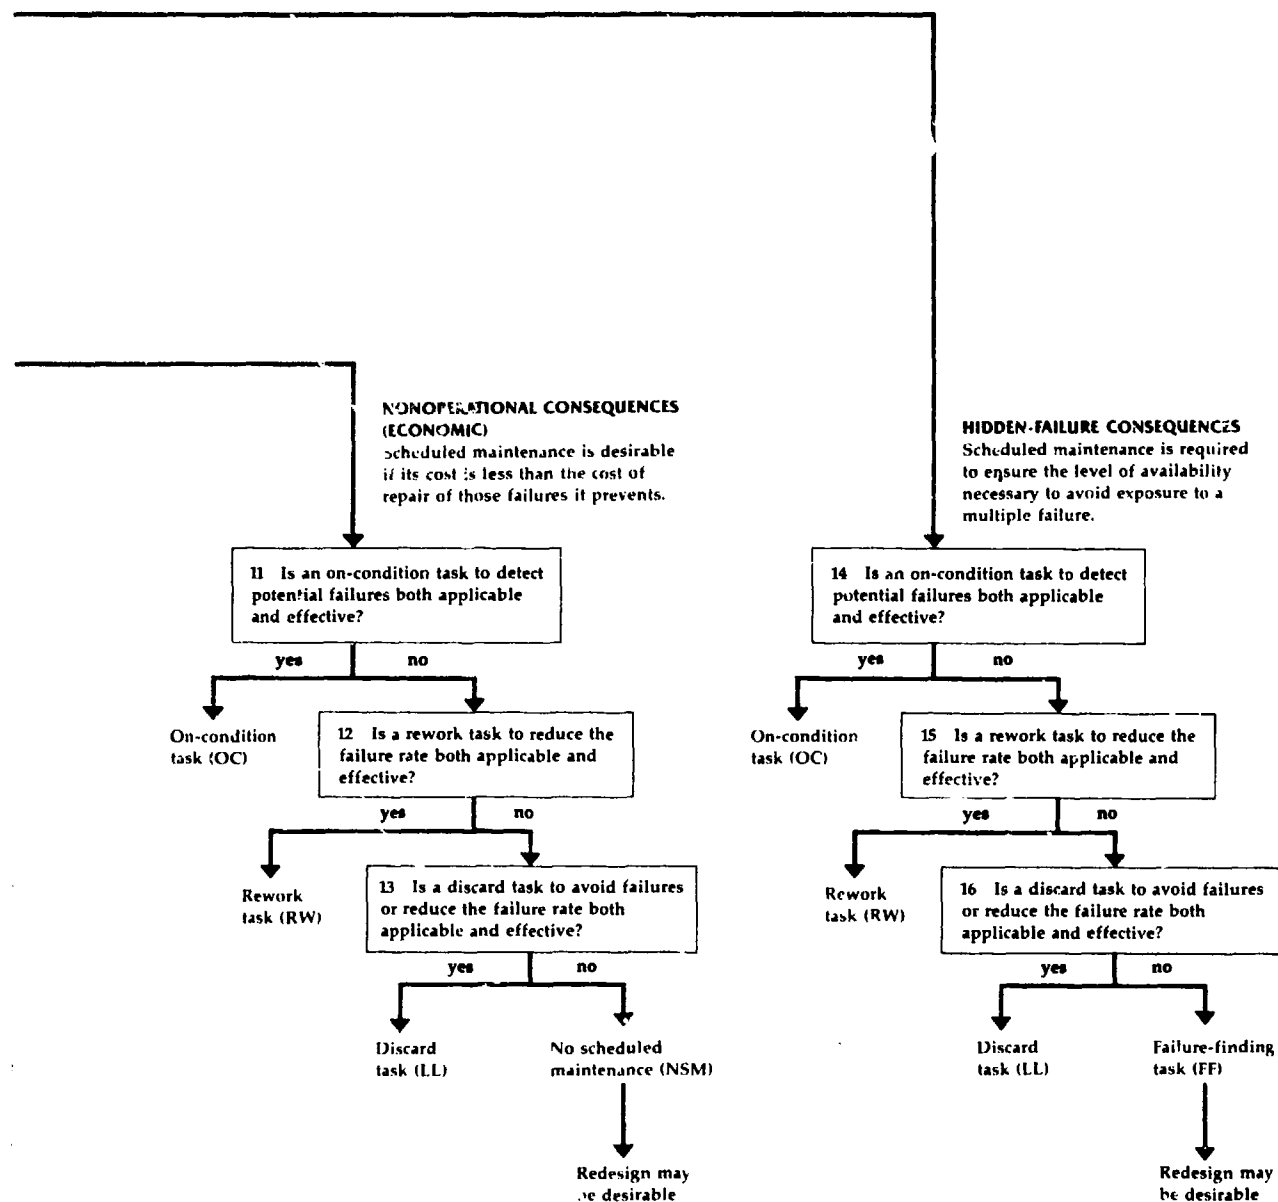 NONOPERATIONAL CONSEQUENCES
(ECONOMIC)
Scheduled maintenance is desirable
if its cost is less than the cost of
repair of those failures it prevents.
11 Is an on-condition task to detect
potential failures both applicable
and effective?
yes no
On-condition
task (OC)
12 Is a rework task to reduce the
failure rate both applicable and
effective?
yes no
Rework
task (RW)
13 Is a discard task to avoid failures
or reduce the failure rate both
applicable and effective?
yes no
Discard
task (LL)
No scheduled
maintenance (NSM)
Redesign may
be desirable
HIDDEN-FAILURE CONSEQUENCES
Scheduled maintenance is required
to ensure the level of availability
necessary to avoid exposure to a
multiple failure.
14 Is an on-condition task to detect
potential failures both applicable
and effective?
yes no
On-condition
task (OC)
15 Is a rework task to reduce the
failure rate both applicable and
effective?
yes no
Rework
task (RW)
16 Is a discard task to avoid failures
or reduce the failure rate both
applicable and effective?
yes no
Discard
task (LL)
Failure-finding
task (FF)
Redesign may
be desirable